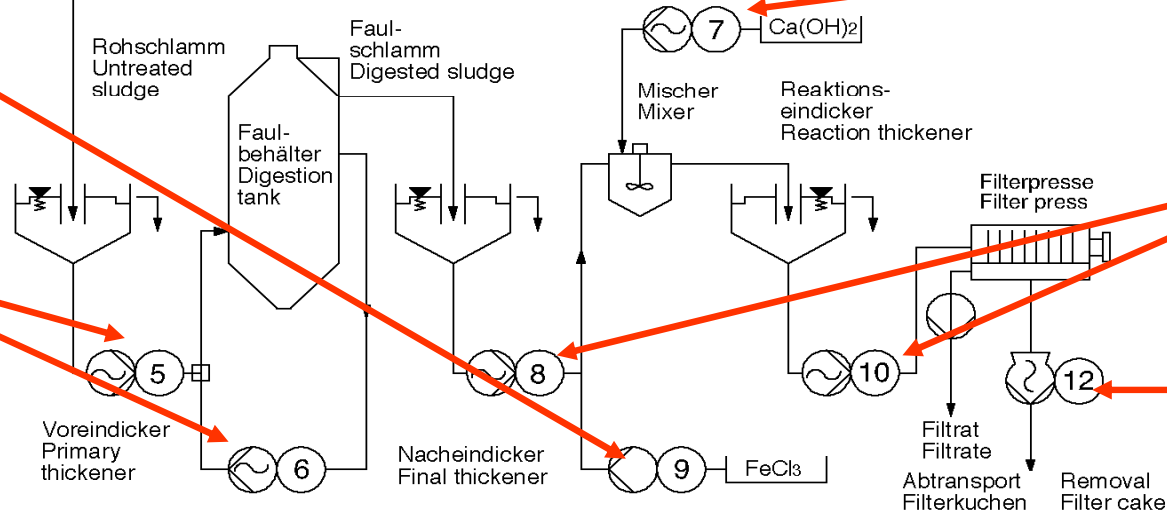 Rohschlamm
Untreated
sludge
Faul-
schlamm
Digested sludge
7
Ca(OH)2
Mischer
Mixer
Reaktions-
eindicker
Reaction thickener
Faul-
behälter
Digestion
tank
Filterpresse
Filter press
5
8
10
12
Voreindicker
Primary
thickener
6
Nacheindicker
Final thickener
9
FeCl3
Filtrat
Filtrate
Abtransport
Filterkuchen
Removal
Filter cake